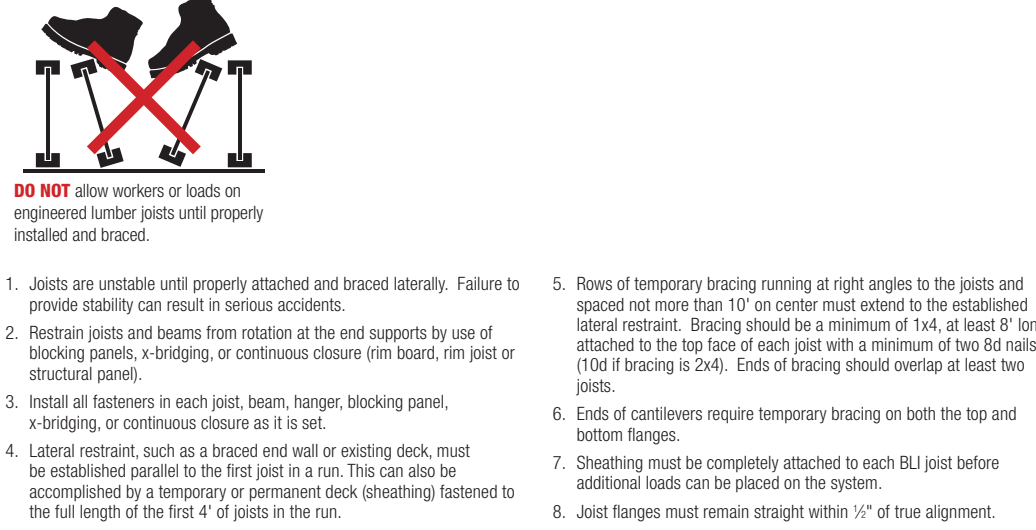 DO NOT allow workers or loads on
engineered lumber joists until properly
installed and braced.
1. Joists are unstable until properly attached and braced laterally. Failure to
provide stability can result in serious accidents.
2. Restrain joists and beams from rotation at the end supports by use of
blocking panels, x-bridging, or continuous closure (rim board, rim joist or
structural panel).
3. Install all fasteners in each joist, beam, hanger, blocking panel,
x-bridging, or continuous closure as it is set.
4. Lateral restraint, such as a braced end wall or existing deck, must
be established parallel to the first joist in a run. This can also be
accomplished by a temporary or permanent deck (sheathing) fastened to
the full length of the first 4' of joists in the run.
5. Rows of temporary bracing running at right angles to the joists and
spaced not more than 10' on center must extend to the established
lateral restraint. Bracing should be a minimum of 1x4, at least 8' lon
attached to the top face of each joist with a minimum of two 8d nails
(10d if bracing is 2x4). Ends of bracing should overlap at least two
joists.
6. Ends of cantilevers require temporary bracing on both the top and
bottom flanges.
7. Sheathing must be completely attached to each BLI joist before
additional loads can be placed on the system.
8. Joist flanges must remain straight within ½" of true alignment.